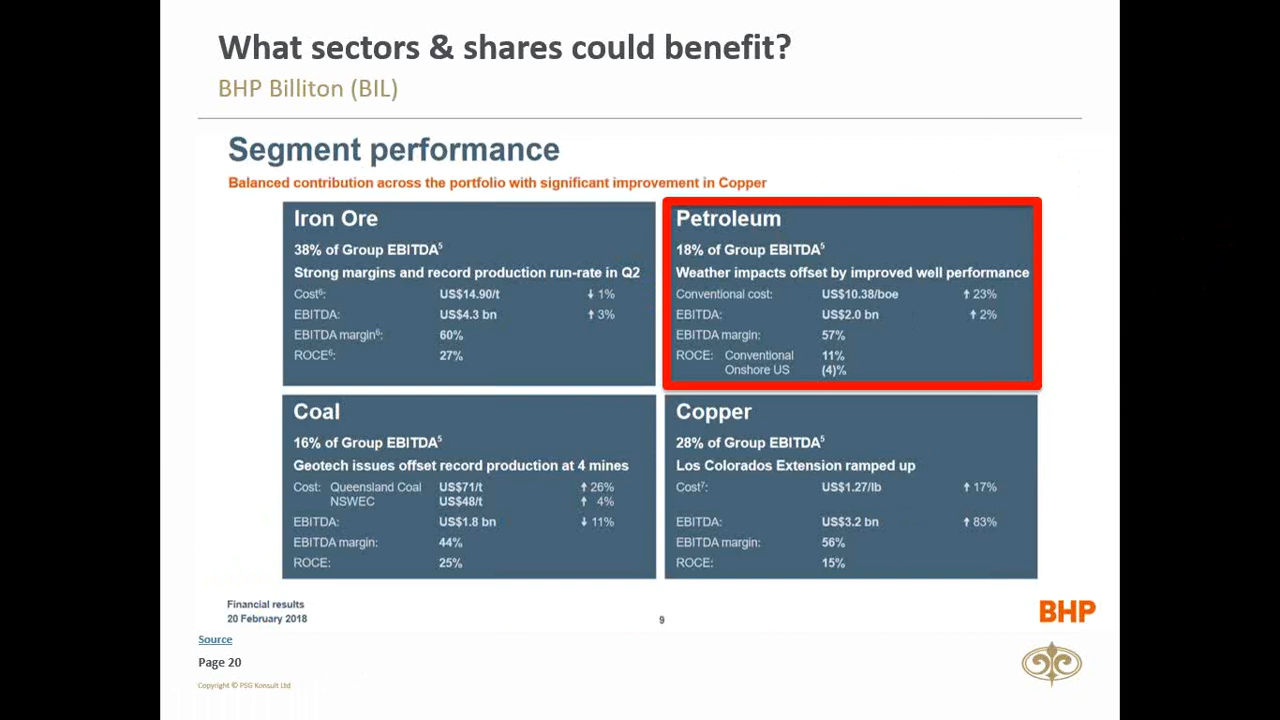 What sectors & shares could benefit?
BHP Billiton (BIL)
Segment performance
Balanced contribution across the portfolio with significant improvement in Copper
Iron Ore
38% of Group EBITDA⁵
Strong margins and record production run-rate in Q2
Cost⁶: US$14.90/t ↓ 1%
EBITDA: US$4.3 bn ↑ 3%
EBITDA margin⁶: 60%
ROCE⁶: 27%
Petroleum
18% of Group EBITDA⁵
Weather impacts offset by improved well performance
Conventional cost: US$10.38/boe ↑ 23%
EBITDA: US$2.0 bn ↑ 2%
EBITDA margin: 57%
ROCE: Conventional 11%
Onshore US (4)%
Coal
16% of Group EBITDA⁵
Geotech issues offset record production at 4 mines
Cost: Queensland Coal US$71/t ↑ 26%
NSWEC US$48/t ↑ 4%
EBITDA: US$1.8 bn ↓ 11%
EBITDA margin: 44%
ROCE: 25%
Copper
28% of Group EBITDA⁵
Los Colorados Extension ramped up
Cost⁷: US$1.27/lb ↑ 17%
EBITDA: US$3.2 bn ↑ 83%
EBITDA margin: 56%
ROCE: 15%
Financial results
20 February 2018
9
BHP
Source
Page 20
Copyright © PSG Konsult Ltd